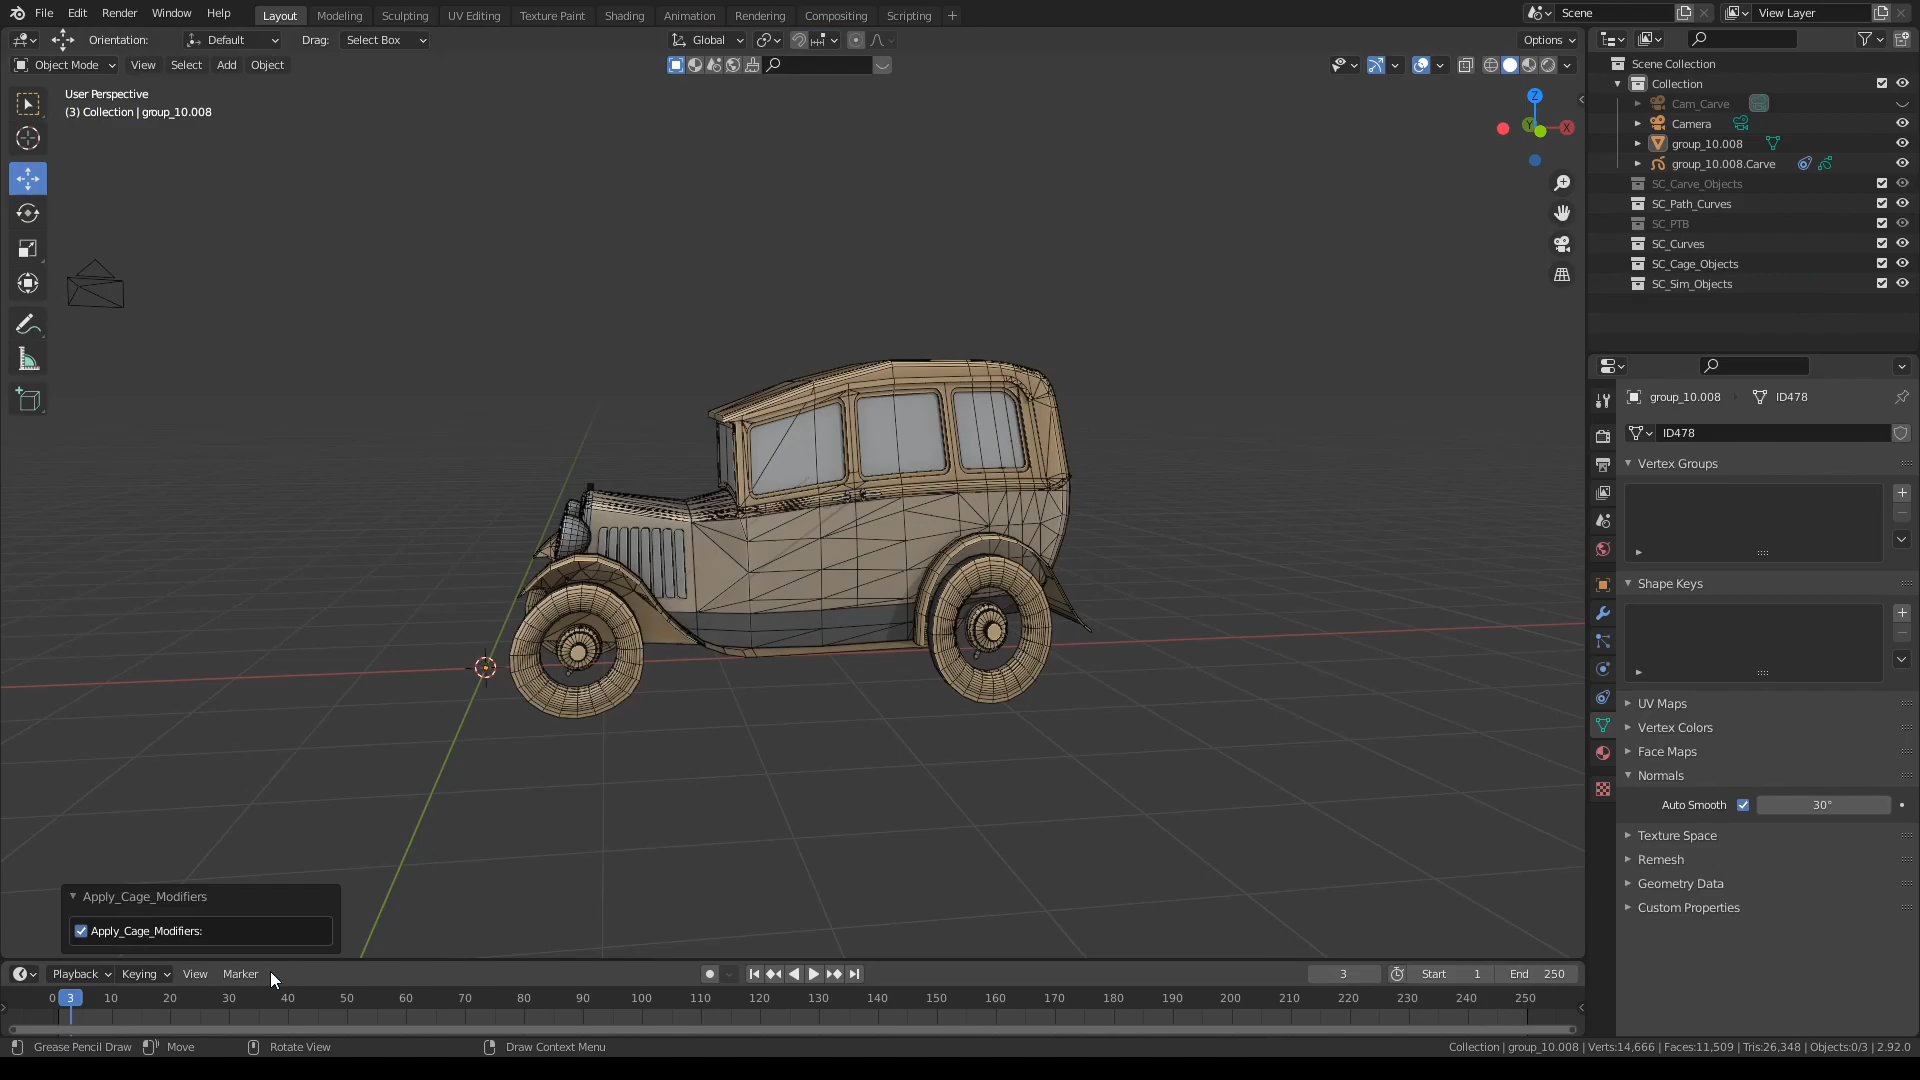 File Edit Render Window Help Layout Modeling Sculpting UV Editing Texture Paint Shading Animation Rendering Compositing Scripting + Scene View Layer
Orientation: Default Drag: Select Box Global Options
Object Mode View Select Add Object
User Perspective
(3) Collection | group_10.008
Z
Y
X
Scene Collection
Collection
Cam_Carve
Camera
group_10.008
group_10.008.Carve
SC_Carve_Objects
SC_Path_Curves
SC_PTB
SC_Curves
SC_Cage_Objects
SC_Sim_Objects
group_10.008 ID478
ID478
Vertex Groups
Shape Keys
UV Maps
Vertex Colors
Face Maps
Normals
Auto Smooth 30°
Texture Space
Remesh
Geometry Data
Custom Properties
Apply_Cage_Modifiers
Apply_Cage_Modifiers:
Playback Keying View Marker 3 Start 1 End 250
0 3 10 20 30 40 50 60 70 80 90 100 110 120 130 140 150 160 170 180 190 200 210 220 230 240 250
Grease Pencil Draw Move Rotate View Draw Context Menu Collection | group_10.008 | Verts:14,666 | Faces:11,509 | Tris:26,348 | Objects:0/3 | 2.92.0